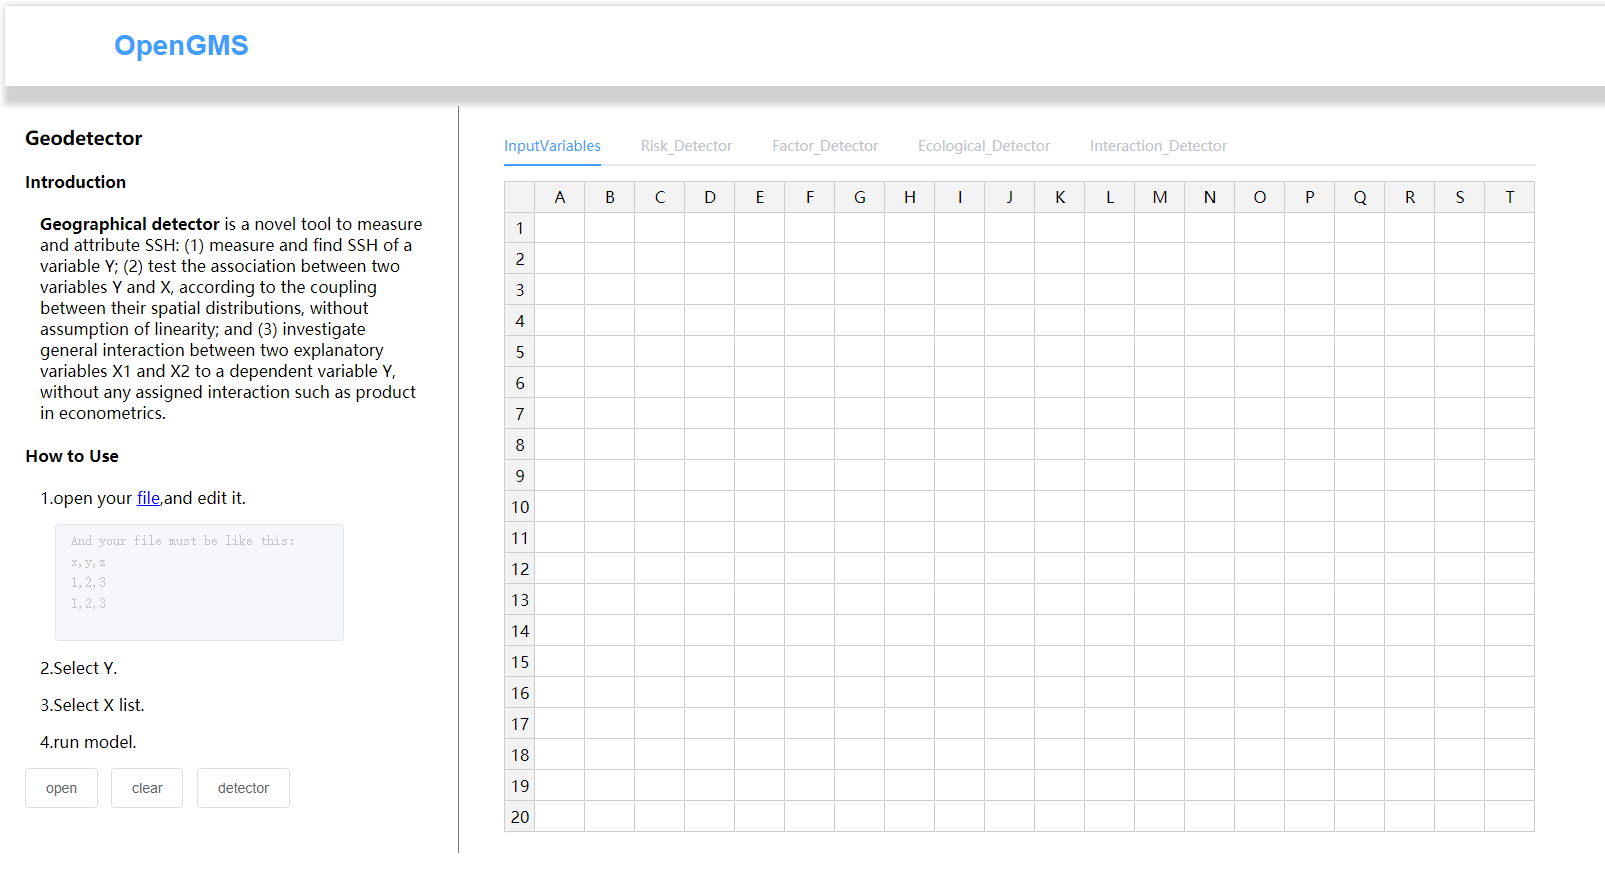 OpenGMS
Geodetector
Introduction
Geographical detector is a novel tool to measure
and attribute SSH: (1) measure and find SSH of a
variable Y; (2) test the association between two
variables Y and X, according to the coupling
between their spatial distributions, without
assumption of linearity; and (3) investigate
general interaction between two explanatory
variables X1 and X2 to a dependent variable Y,
without any assigned interaction such as product
in econometrics.
How to Use
1.open your file,and edit it.
And your file must be like this:
x,y,z
1,2,3
1,2,3
2.Select Y.
3.Select X list.
4.run model.
open clear detector
InputVariables Risk_Detector Factor_Detector Ecological_Detector Interaction_Detector
A B C D E F G H I J K L M N O P Q R S T
1
2
3
4
5
6
7
8
9
10
11
12
13
14
15
16
17
18
19
20